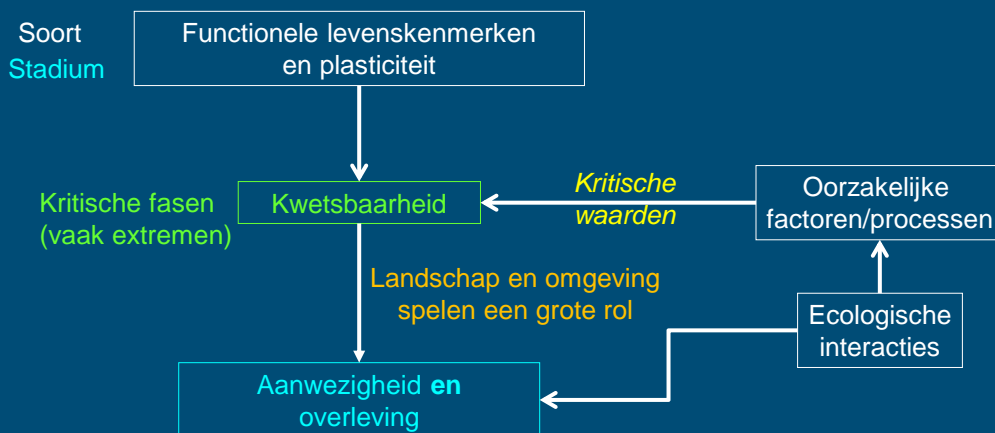 Soort
Stadium
Functionele levenskenmerken
en plasticiteit
Kritische fasen
(vaak extremen)
Kwetsbaarheid
Kritische
waarden
Oorzakelijke
factoren/processen
Landschap en omgeving
spelen een grote rol
Ecologische
interacties
Aanwezigheid en
overleving